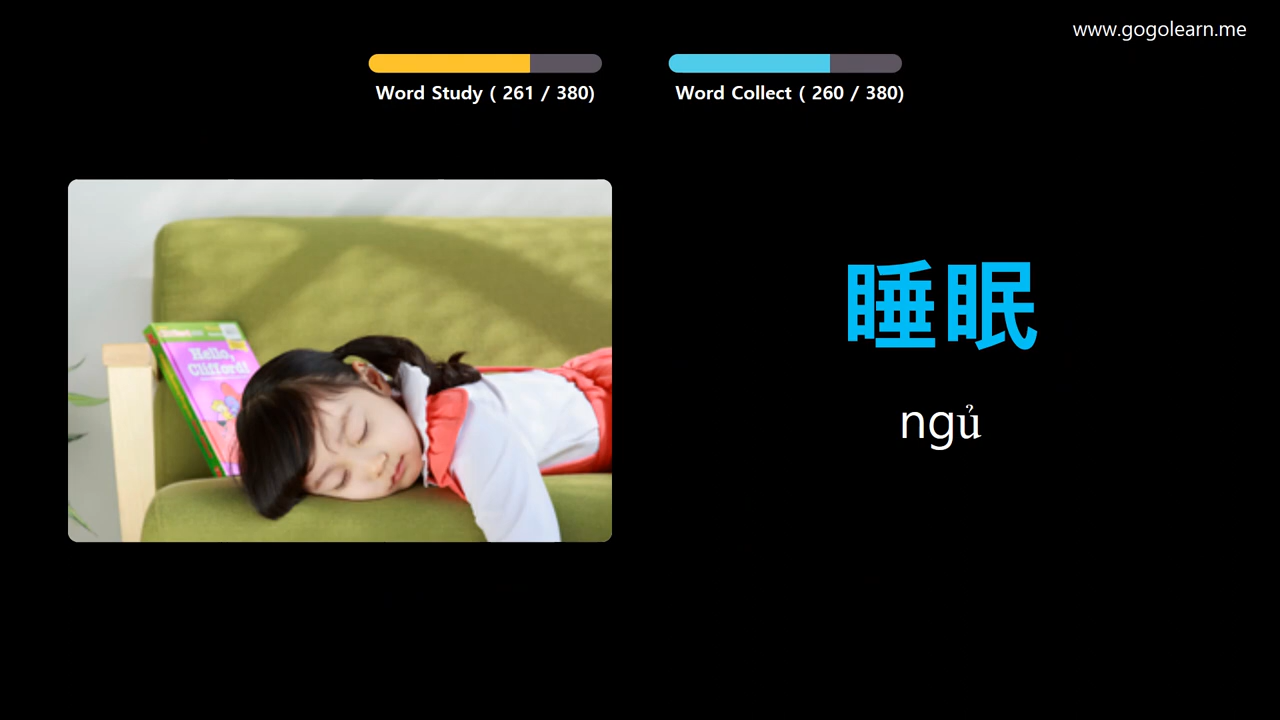 www.gogolearn.me
Word Study ( 261 / 380)
Word Collect ( 260 / 380)
Hello,
Clifford!
睡眠
ngủ